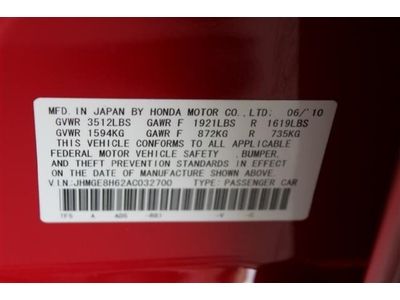 MFD. IN JAPAN BY HONDA MOTOR CO., LTD. 06/'10
GVWR 3512LBS GAWR F 1921LBS R 1619LBS
GVWR 1594KG GAWR F 872KG R 735KG
THIS VEHICLE CONFORMS TO ALL APPLICABLE
FEDERAL MOTOR VEHICLE SAFETY, BUMPER,
AND THEFT PREVENTION STANDARDS IN EFFECT
ON THE DATE OF MANUFACTURE SHOWN ABOVE.
V.I.N: JHMGE8H62AC032700 TYPE: PASSENGER CAR
A